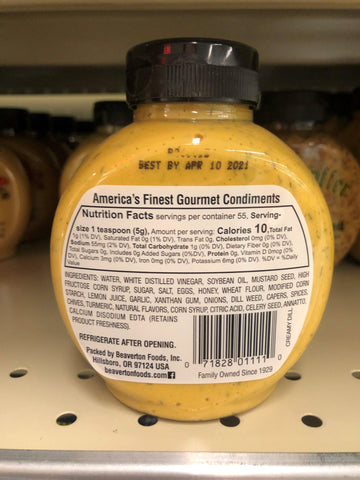 BEST BY APR 10 2021
America's Finest Gourmet Condiments
Nutrition Facts servings per container 55, Serving-
size 1 teaspoon (5g), Amount per serving: Calories 10, Total Fat
1g (1% DV), Saturated Fat 0g (1% DV), Trans Fat 0g, Cholesterol 0mg (0% DV),
Sodium 55mg (2% DV), Total Carbohydrate 1g (0% DV), Dietary Fiber 0g (0% DV),
Total Sugars 0g, Includes 0g Added Sugars (0%DV), Protein 0g, Vitamin D 0mcg (0%
DV), Calcium 3mg (0% DV), Iron 0mg (0% DV), Potassium 6mg (0% DV), %DV = %Daily
Value
INGREDIENTS: WATER, WHITE DISTILLED VINEGAR, SOYBEAN OIL, MUSTARD SEED, HIGH
FRUCTOSE CORN SYRUP, SUGAR, SALT, EGGS, HONEY, WHEAT FLOUR, MODIFIED CORN
STARCH, LEMON JUICE, GARLIC, XANTHAN GUM, ONIONS, DILL WEED, CAPERS, SPICES,
CHIVES, TURMERIC, NATURAL FLAVORS, CORN SYRUP, CITRIC ACID, CELERY SEED, ANNATTO,
CALCIUM DISODIUM EDTA (RETAINS
PRODUCT FRESHNESS).
REFRIGERATE AFTER OPENING.
Packed by Beaverton Foods, Inc.
Hillsboro, OR 97124 USA
beavertonfoods.com
0 71828 01111 0
Family Owned Since 1929
CREAMY DILL